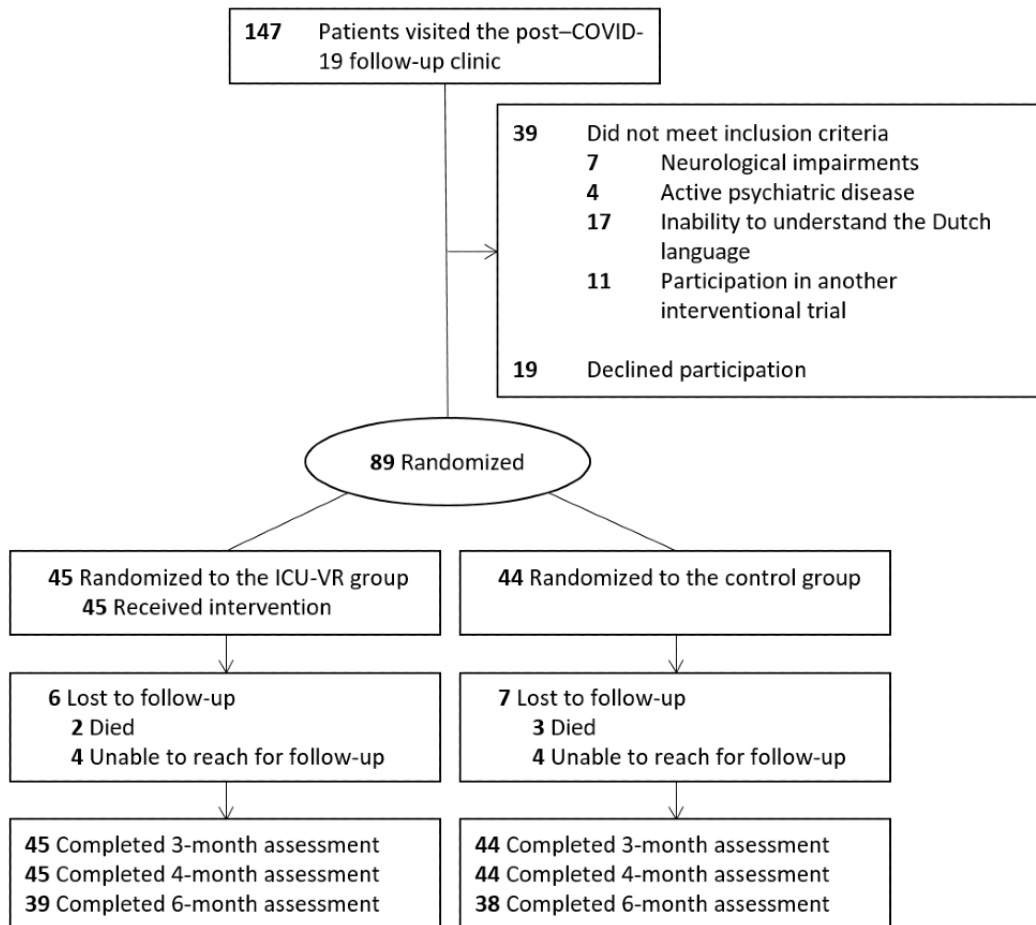 147 Patients visited the post–COVID-
19 follow-up clinic
39 Did not meet inclusion criteria
7 Neurological impairments
4 Active psychiatric disease
17 Inability to understand the Dutch
language
11 Participation in another
interventional trial
19 Declined participation
89 Randomized
45 Randomized to the ICU-VR group
45 Received intervention
44 Randomized to the control group
6 Lost to follow-up
2 Died
4 Unable to reach for follow-up
7 Lost to follow-up
3 Died
4 Unable to reach for follow-up
45 Completed 3-month assessment
45 Completed 4-month assessment
39 Completed 6-month assessment
44 Completed 3-month assessment
44 Completed 4-month assessment
38 Completed 6-month assessment